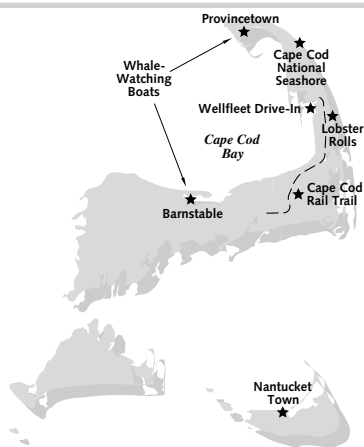 Provincetown
Cape Cod
National
Seashore
Whale-
Watching
Boats
Wellfleet Drive-In
Lobster
Rolls
Cape Cod
Bay
Cape Cod
Rail Trail
Barnstable
Nantucket
Town